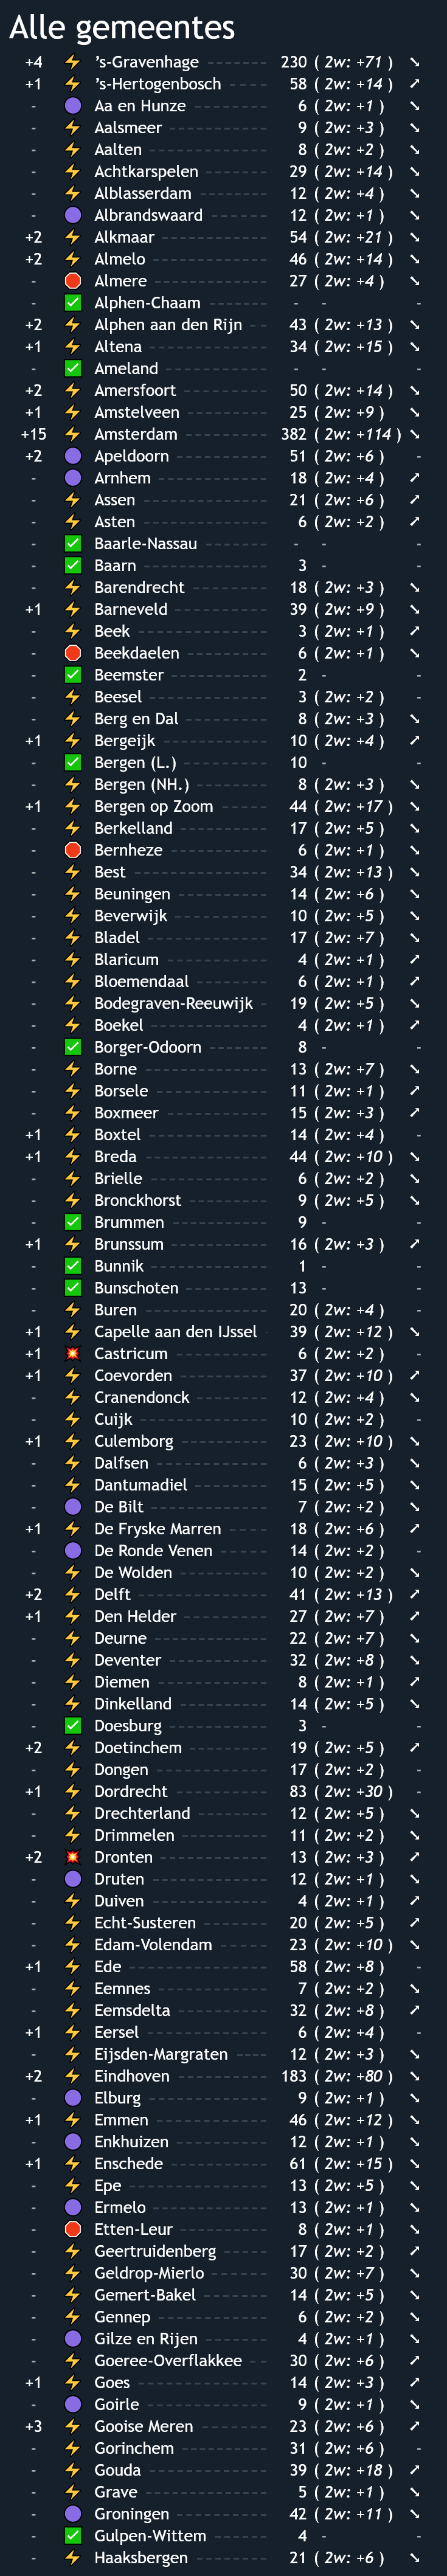 Alle gemeentes
+4 ⚡ ’s-Gravenhage ------- 230 ( 2w: +71 ) ↘
+1 ⚡ ’s-Hertogenbosch ----- 58 ( 2w: +14 ) ↗
- 🟣 Aa en Hunze -------- 6 ( 2w: +1 ) ↘
- ⚡ Aalsmeer ---------- 9 ( 2w: +3 ) ↘
- ⚡ Aalten ------------ 8 ( 2w: +2 ) ↘
- ⚡ Achtkarspelen ------- 29 ( 2w: +14 ) ↘
- ⚡ Alblasserdam -------- 12 ( 2w: +4 ) ↘
- 🟣 Albrandswaard ------- 12 ( 2w: +1 ) ↘
+2 ⚡ Alkmaar ----------- 54 ( 2w: +21 ) ↘
+2 ⚡ Almelo ------------ 46 ( 2w: +14 ) ↘
- 🛑 Almere ------------ 27 ( 2w: +4 ) ↘
- ✅ Alphen-Chaam ------- - - -
+2 ⚡ Alphen aan den Rijn --- 43 ( 2w: +13 ) ↘
+1 ⚡ Altena ------------ 34 ( 2w: +15 ) ↘
- ✅ Ameland ----------- - - -
+2 ⚡ Amersfoort --------- 50 ( 2w: +14 ) ↘
+1 ⚡ Amstelveen --------- 25 ( 2w: +9 ) ↘
+15 ⚡ Amsterdam --------- 382 ( 2w: +114 ) ↘
+2 🟣 Apeldoorn ---------- 51 ( 2w: +6 ) -
- 🟣 Arnhem ----------- 18 ( 2w: +4 ) ↗
- ⚡ Assen ------------ 21 ( 2w: +6 ) ↗
- ⚡ Asten ------------ 6 ( 2w: +2 ) ↗
- ✅ Baarle-Nassau ------- - - -
- ✅ Baarn ------------ 3 - -
- ⚡ Barendrecht -------- 18 ( 2w: +3 ) ↘
+1 ⚡ Barneveld ---------- 39 ( 2w: +9 ) ↘
- ⚡ Beek ------------- 3 ( 2w: +1 ) ↗
- 🛑 Beekdaelen --------- 6 ( 2w: +1 ) ↘
- ✅ Beemster ---------- 2 - -
- ⚡ Beesel ------------ 3 ( 2w: +2 ) -
- ⚡ Berg en Dal -------- 8 ( 2w: +3 ) ↘
+1 ⚡ Bergeijk ----------- 10 ( 2w: +4 ) ↗
- ✅ Bergen (L.) --------- 10 - -
- ⚡ Bergen (NH.) -------- 8 ( 2w: +3 ) ↘
+1 ⚡ Bergen op Zoom ------ 44 ( 2w: +17 ) ↘
- ⚡ Berkelland --------- 17 ( 2w: +5 ) ↘
- 🛑 Bernheze ---------- 6 ( 2w: +1 ) ↘
- ⚡ Best ------------- 34 ( 2w: +13 ) ↘
- ⚡ Beuningen ---------- 14 ( 2w: +6 ) ↘
- ⚡ Beverwijk ---------- 10 ( 2w: +5 ) ↘
- ⚡ Bladel ------------ 17 ( 2w: +7 ) ↘
- ⚡ Blaricum ---------- 4 ( 2w: +1 ) ↗
- ⚡ Bloemendaal -------- 6 ( 2w: +1 ) ↗
- ⚡ Bodegraven-Reeuwijk - 19 ( 2w: +5 ) ↘
- ⚡ Boekel ------------ 4 ( 2w: +1 ) ↗
- ✅ Borger-Odoorn ------- 8 - -
- ⚡ Borne ------------ 13 ( 2w: +7 ) ↘
- ⚡ Borsele ----------- 11 ( 2w: +1 ) ↗
- ⚡ Boxmeer ----------- 15 ( 2w: +3 ) ↗
+1 ⚡ Boxtel ------------ 14 ( 2w: +4 ) -
+1 ⚡ Breda ------------ 44 ( 2w: +10 ) ↘
- ⚡ Brielle ------------ 6 ( 2w: +2 ) ↘
- ⚡ Bronckhorst -------- 9 ( 2w: +5 ) ↘
- ✅ Brummen ---------- 9 - -
+1 ⚡ Brunssum ---------- 16 ( 2w: +3 ) ↗
- ✅ Bunnik ------------ 1 - -
- ✅ Bunschoten --------- 13 - -
- ⚡ Buren ------------ 20 ( 2w: +4 ) -
+1 ⚡ Capelle aan den IJssel - 39 ( 2w: +12 ) ↘
+1 💥 Castricum ---------- 6 ( 2w: +2 ) -
+1 ⚡ Coevorden ---------- 37 ( 2w: +10 ) ↗
- ⚡ Cranendonck -------- 12 ( 2w: +4 ) ↘
- ⚡ Cuijk ------------- 10 ( 2w: +2 ) -
+1 ⚡ Culemborg ---------- 23 ( 2w: +10 ) ↘
- ⚡ Dalfsen ----------- 6 ( 2w: +3 ) ↘
- ⚡ Dantumadiel -------- 15 ( 2w: +5 ) ↘
- 🟣 De Bilt ----------- 7 ( 2w: +2 ) ↘
+1 ⚡ De Fryske Marren ----- 18 ( 2w: +6 ) ↗
- 🟣 De Ronde Venen ------ 14 ( 2w: +2 ) -
- ⚡ De Wolden ---------- 10 ( 2w: +2 ) ↘
+2 ⚡ Delft ------------- 41 ( 2w: +13 ) ↗
+1 ⚡ Den Helder --------- 27 ( 2w: +7 ) ↗
- ⚡ Deurne ----------- 22 ( 2w: +7 ) ↘
- ⚡ Deventer ---------- 32 ( 2w: +8 ) ↘
- ⚡ Diemen ----------- 8 ( 2w: +1 ) ↗
- ⚡ Dinkelland --------- 14 ( 2w: +5 ) ↘
- ✅ Doesburg ---------- 3 - -
+2 ⚡ Doetinchem -------- 19 ( 2w: +5 ) ↗
- ⚡ Dongen ----------- 17 ( 2w: +2 ) -
+1 ⚡ Dordrecht ---------- 83 ( 2w: +30 ) -
- ⚡ Drechterland -------- 12 ( 2w: +5 ) ↘
- ⚡ Drimmelen --------- 11 ( 2w: +2 ) ↘
+2 💥 Dronten ----------- 13 ( 2w: +3 ) ↗
- 🟣 Druten ------------ 12 ( 2w: +1 ) ↘
- ⚡ Duiven ------------ 4 ( 2w: +1 ) ↗
- ⚡ Echt-Susteren ------- 20 ( 2w: +5 ) ↗
- ⚡ Edam-Volendam ------ 23 ( 2w: +10 ) ↘
+1 ⚡ Ede ------------- 58 ( 2w: +8 ) -
- ⚡ Eemnes ----------- 7 ( 2w: +2 ) ↘
- ⚡ Eemsdelta --------- 32 ( 2w: +8 ) ↗
+1 ⚡ Eersel ------------ 6 ( 2w: +4 ) -
- ⚡ Eijsden-Margraten ---- 12 ( 2w: +3 ) ↘
+2 ⚡ Eindhoven --------- 183 ( 2w: +80 ) ↘
- 🟣 Elburg ------------ 9 ( 2w: +1 ) ↘
+1 ⚡ Emmen ----------- 46 ( 2w: +12 ) ↘
- 🟣 Enkhuizen ---------- 12 ( 2w: +1 ) ↘
+1 ⚡ Enschede ---------- 61 ( 2w: +15 ) ↘
- ⚡ Epe ------------- 13 ( 2w: +5 ) ↘
- 🟣 Ermelo ------------ 13 ( 2w: +1 ) ↘
- 🛑 Etten-Leur --------- 8 ( 2w: +1 ) ↘
- ⚡ Geertruidenberg ------ 17 ( 2w: +2 ) ↗
- ⚡ Geldrop-Mierlo ------- 30 ( 2w: +7 ) ↘
- ⚡ Gemert-Bakel -------- 14 ( 2w: +5 ) ↘
- ⚡ Gennep ----------- 6 ( 2w: +2 ) ↘
- 🟣 Gilze en Rijen ------- 4 ( 2w: +1 ) ↘
- ⚡ Goeree-Overflakkee --- 30 ( 2w: +6 ) ↗
+1 ⚡ Goes ------------- 14 ( 2w: +3 ) ↗
- 🟣 Goirle ------------ 9 ( 2w: +1 ) ↘
+3 ⚡ Gooise Meren ------- 23 ( 2w: +6 ) ↗
- ⚡ Gorinchem --------- 31 ( 2w: +6 ) -
- ⚡ Gouda ------------ 39 ( 2w: +18 ) ↗
- ⚡ Grave ------------ 5 ( 2w: +1 ) ↘
- 🟣 Groningen ---------- 42 ( 2w: +11 ) ↘
- ✅ Gulpen-Wittem ------- 4 - -
- ⚡ Haaksbergen -------- 21 ( 2w: +6 ) ↘